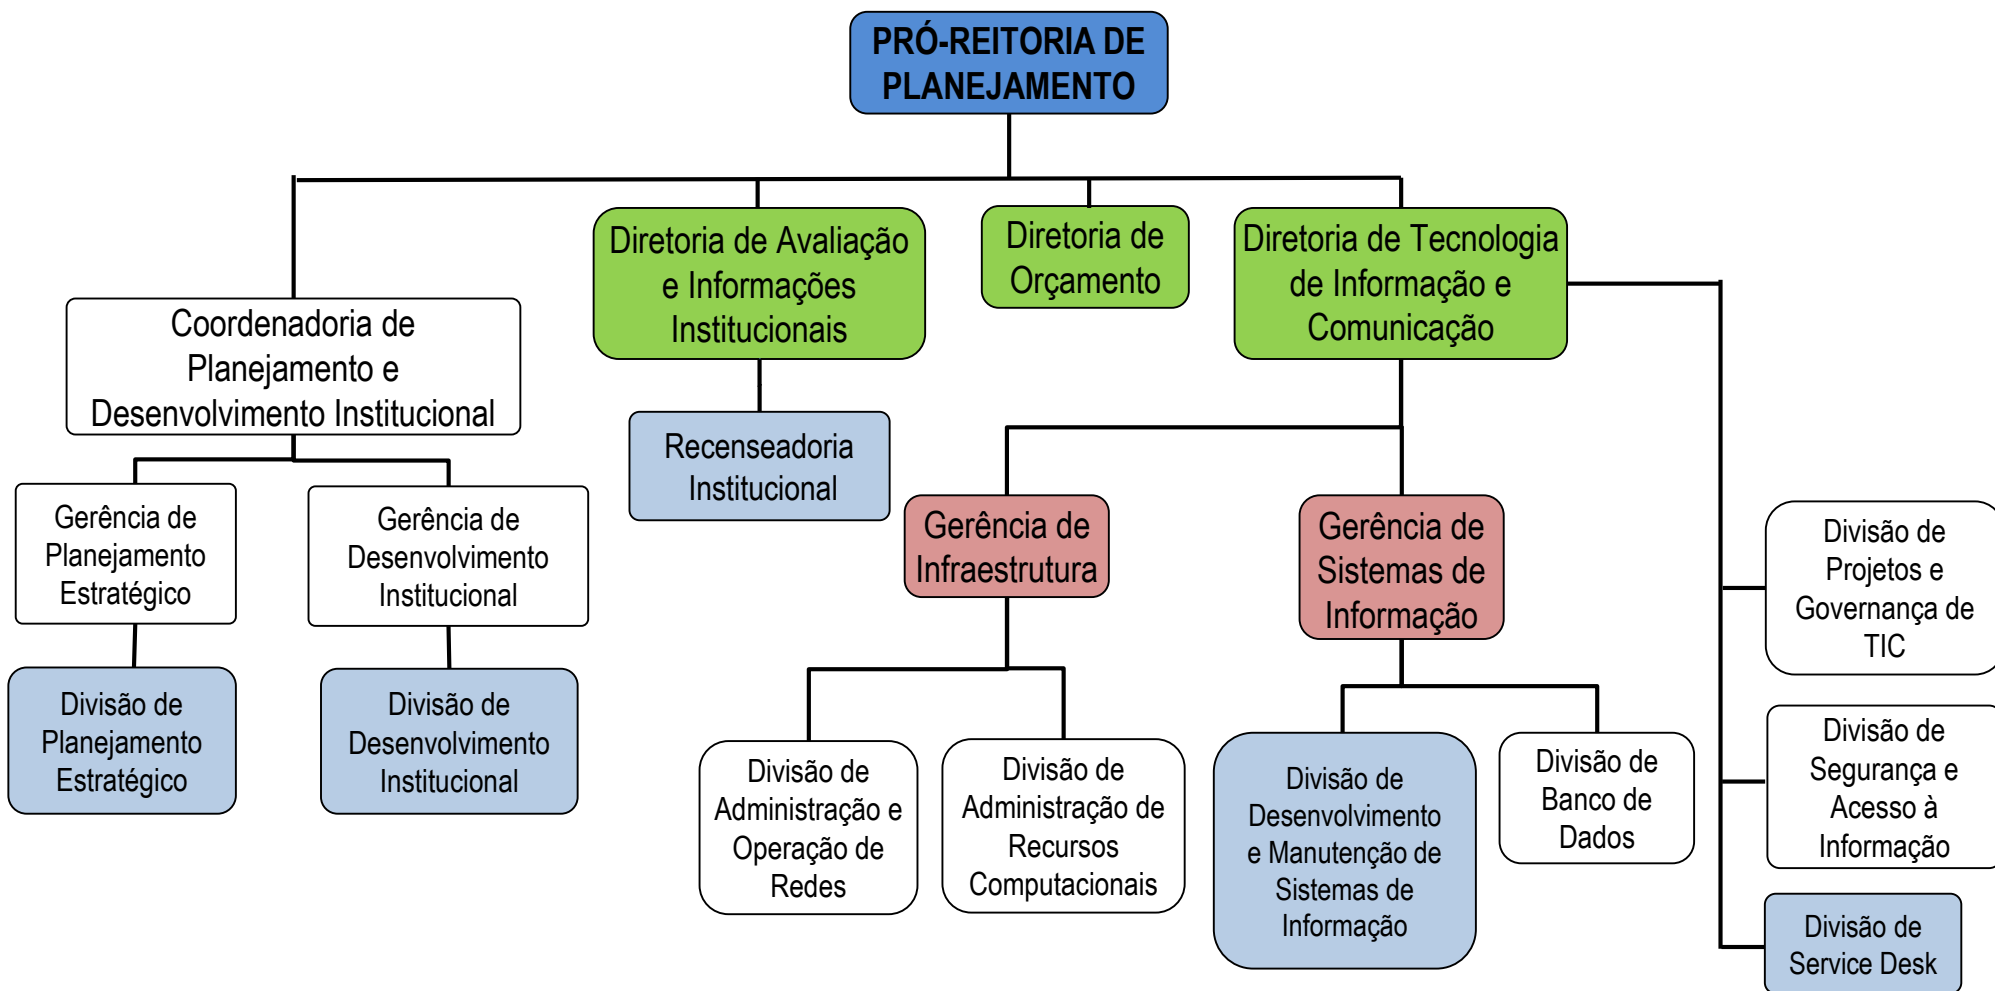 PRÓ-REITORIA DE
PLANEJAMENTO
Coordenadoria de
Planejamento e
Desenvolvimento Institucional
Diretoria de Avaliação
e Informações
Institucionais
Diretoria de
Orçamento
Diretoria de Tecnologia
de Informação e
Comunicação
Gerência de
Planejamento
Estratégico
Gerência de
Desenvolvimento
Institucional
Recenseadoria
Institucional
Gerência de
Infraestrutura
Gerência de
Sistemas de
Informação
Divisão de
Projetos e
Governança de
TIC
Divisão de
Planejamento
Estratégico
Divisão de
Desenvolvimento
Institucional
Divisão de
Administração e
Operação de
Redes
Divisão de
Administração de
Recursos
Computacionais
Divisão de
Desenvolvimento
e Manutenção de
Sistemas de
Informação
Divisão de
Banco de
Dados
Divisão de
Segurança e
Acesso à
Informação
Divisão de
Service Desk